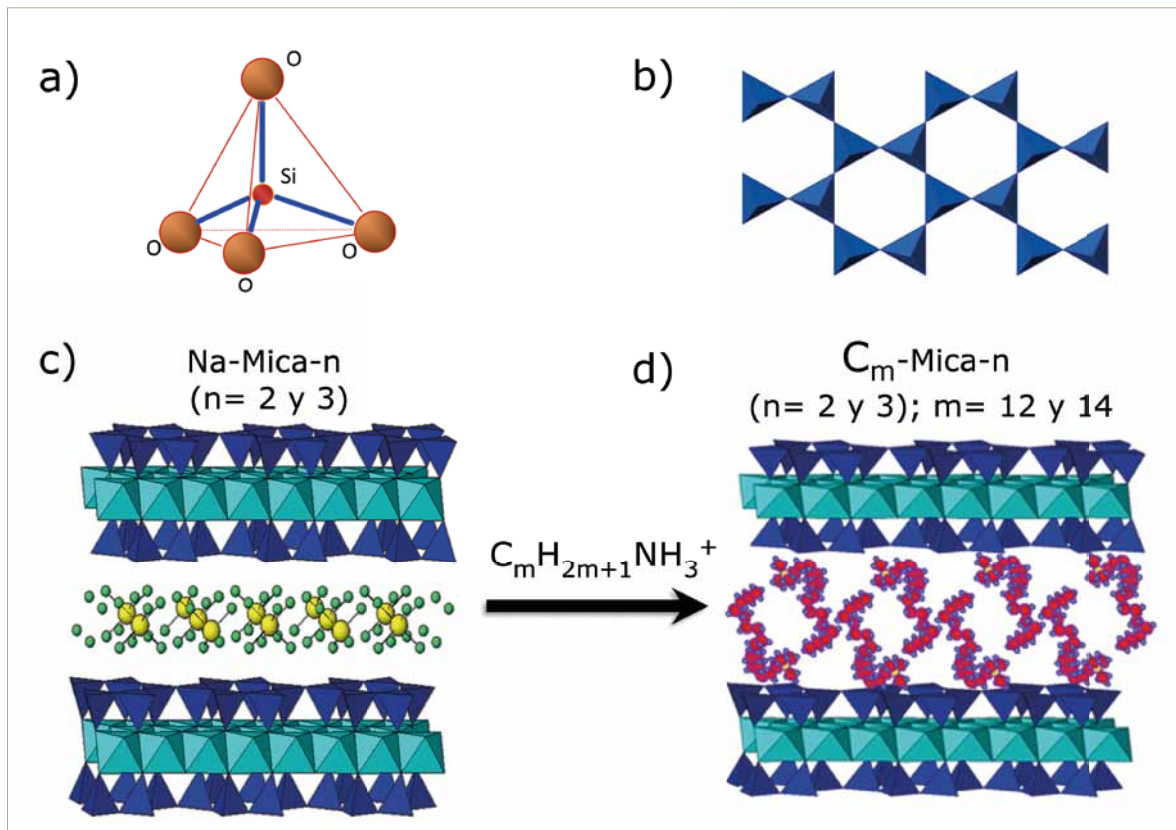 a)
O
Si
O
O
O
b)
c)
Na-Mica-n
(n= 2 y 3)
d)
Cₘ-Mica-n
(n= 2 y 3); m= 12 y 14
CₘH₂ₘ₊₁NH₃⁺